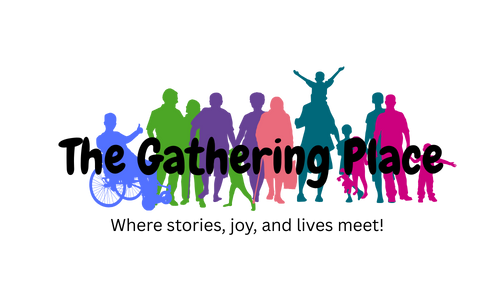 The Gathering Place
Where stories, joy, and lives meet!